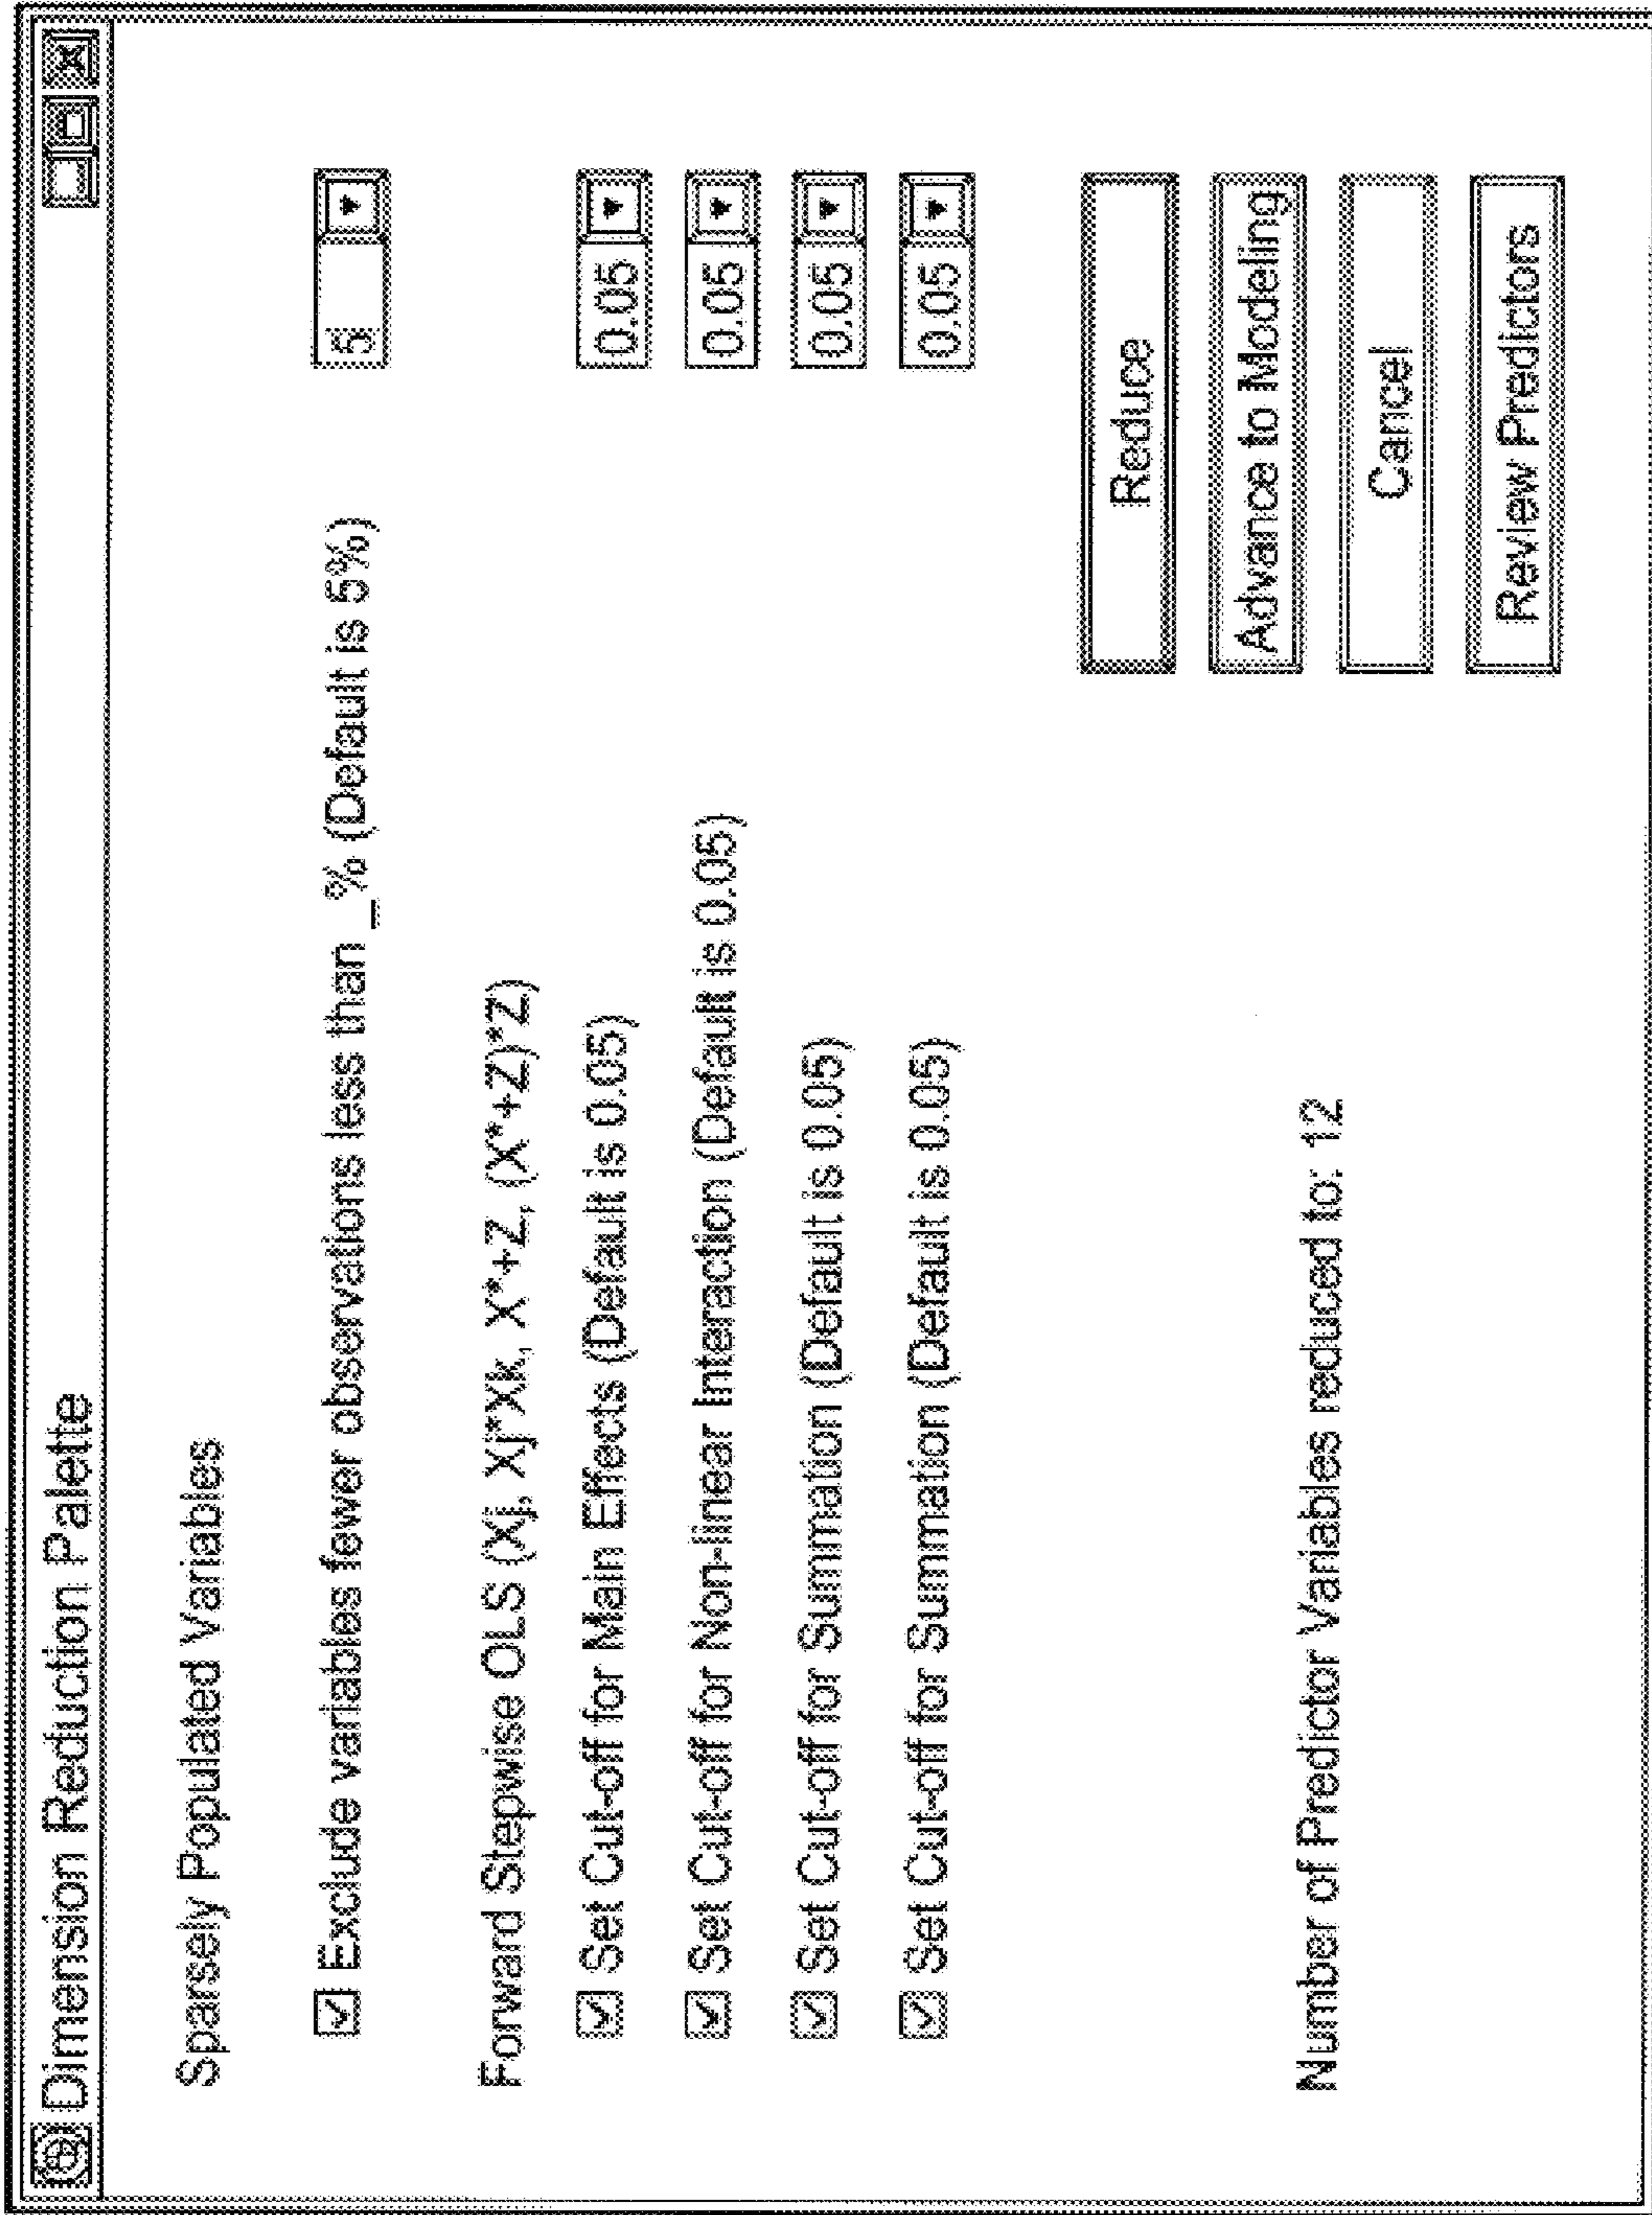 Dimension Reduction Palette
Sparsely Populated Variables
Exclude variables fewer observations less than _% (Default is 5%) 5
Forward Stepwise OLS (Xj, Xj*Xk, X*+Z, (X*+Z)*Z)
Set Cut-off for Main Effects (Default is 0.05) 0.05
Set Cut-off for Non-linear Interaction (Default is 0.05) 0.05
Set Cut-off for Summation (Default is 0.05) 0.05
Set Cut-off for Summation (Default is 0.05) 0.05
Reduce
Advance to Modeling
Number of Predictor Variables reduced to: 12
Cancel
Review Predictors